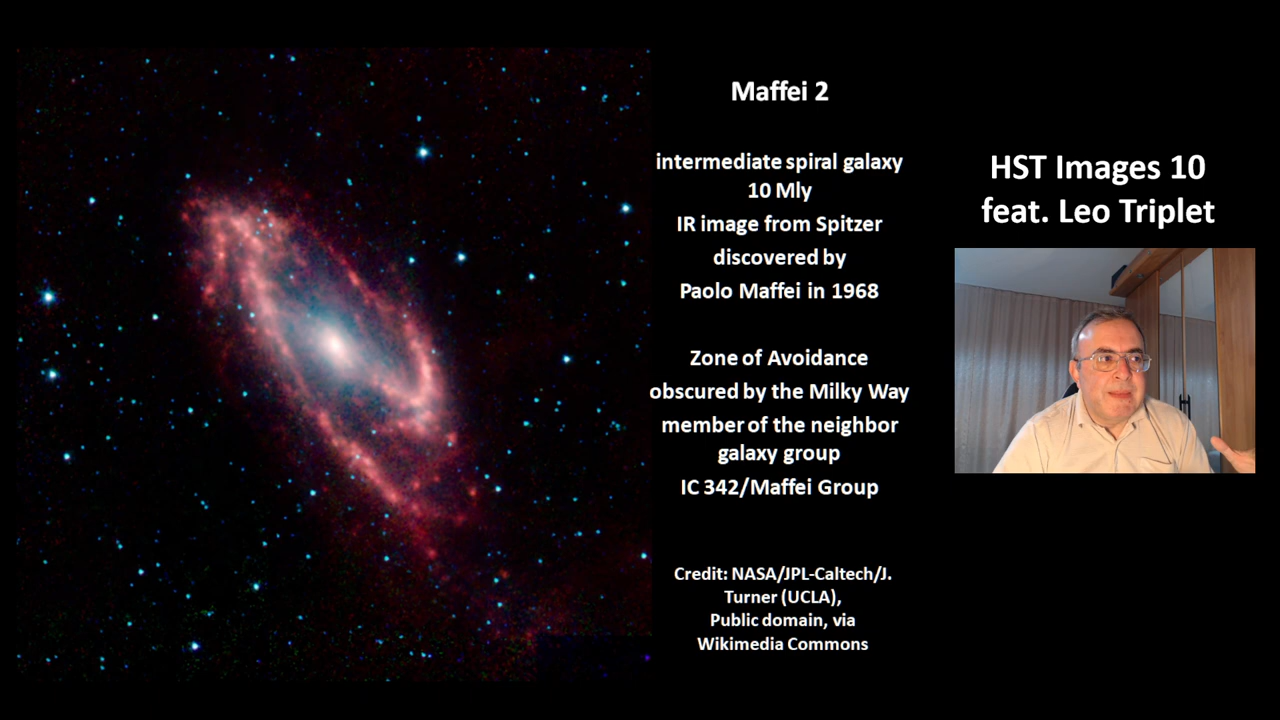 Maffei 2
intermediate spiral galaxy
10 Mly
IR image from Spitzer
discovered by
Paolo Maffei in 1968
Zone of Avoidance
obscured by the Milky Way
member of the neighbor
galaxy group
IC 342/Maffei Group
Credit: NASA/JPL-Caltech/J.
Turner (UCLA),
Public domain, via
Wikimedia Commons
HST Images 10
feat. Leo Triplet